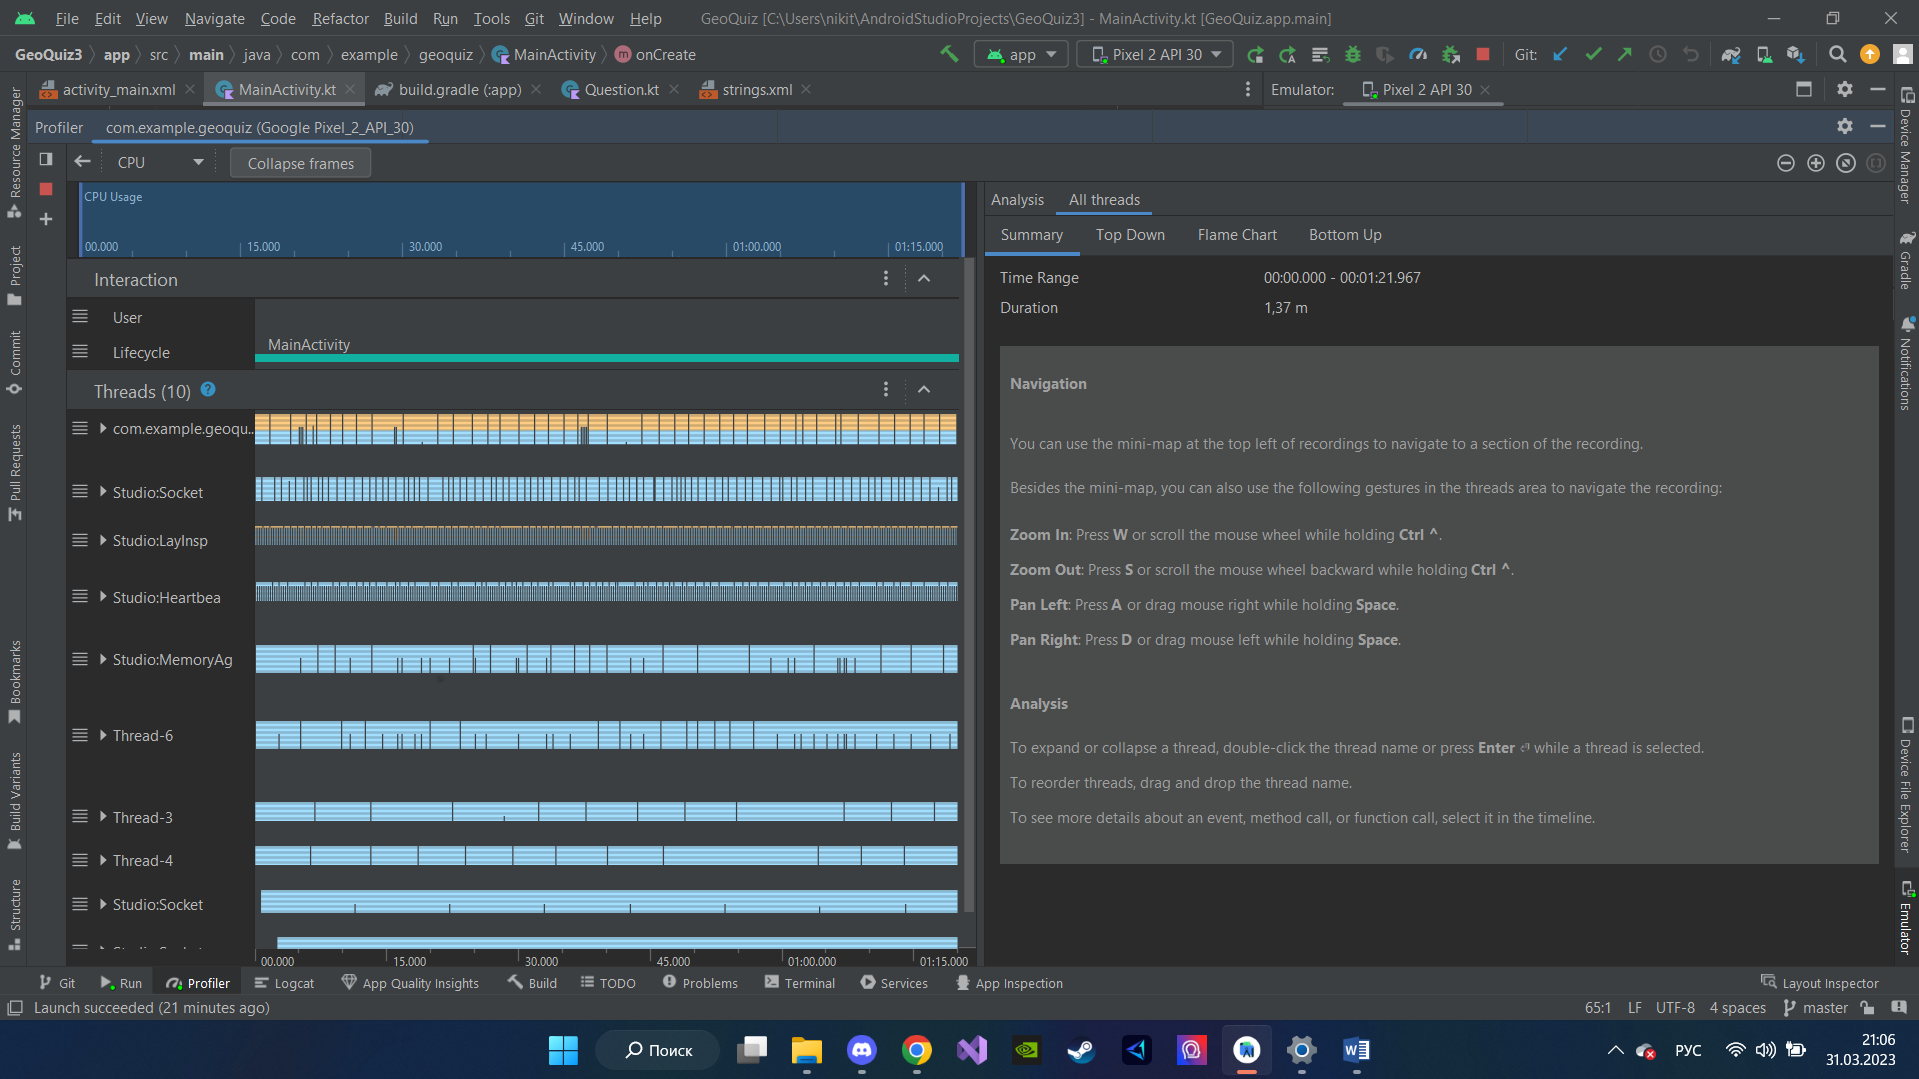 File Edit View Navigate Code Refactor Build Run Tools Git Window Help GeoQuiz [C:\Users\nikit\AndroidStudioProjects\GeoQuiz3] - MainActivity.kt [GeoQuiz.app.main]
GeoQuiz3 app src main java com example geoquiz MainActivity m onCreate app Pixel 2 API 30 Git:
activity_main.xml MainActivity.kt build.gradle (:app) Question.kt strings.xml Emulator: Pixel 2 API 30
Profiler com.example.geoquiz (Google Pixel_2_API_30)
CPU Collapse frames
CPU Usage
00.000 15.000 30.000 45.000 01:00.000 01:15.000
Interaction
User
Lifecycle
MainActivity
Threads (10) ?
com.example.geoqu...
Studio:Socket
Studio:LayInsp
Studio:Heartbea
Studio:MemoryAg
Thread-6
Thread-3
Thread-4
Studio:Socket
00.000 15.000 30.000 45.000 01:00.000 01:15.000
Analysis All threads
Summary Top Down Flame Chart Bottom Up
Time Range 00:00.000 - 00:01:21.967
Duration 1,37 m
Navigation
You can use the mini-map at the top left of recordings to navigate to a section of the recording.
Besides the mini-map, you can also use the following gestures in the threads area to navigate the recording:
Zoom In: Press W or scroll the mouse wheel while holding Ctrl ^.
Zoom Out: Press S or scroll the mouse wheel backward while holding Ctrl ^.
Pan Left: Press A or drag mouse right while holding Space.
Pan Right: Press D or drag mouse left while holding Space.
Analysis
To expand or collapse a thread, double-click the thread name or press Enter ⏎ while a thread is selected.
To reorder threads, drag and drop the thread name.
To see more details about an event, method call, or function call, select it in the timeline.
Resource Manager
Project
Commit
Pull Requests
Bookmarks
Build Variants
Structure
Device Manager
Gradle
Notifications
Device File Explorer
Emulator
Git Run Profiler Logcat App Quality Insights Build TODO Problems Terminal Services App Inspection Layout Inspector
Launch succeeded (21 minutes ago) 65:1 LF UTF-8 4 spaces master
Поиск РУС 21:06
31.03.2023